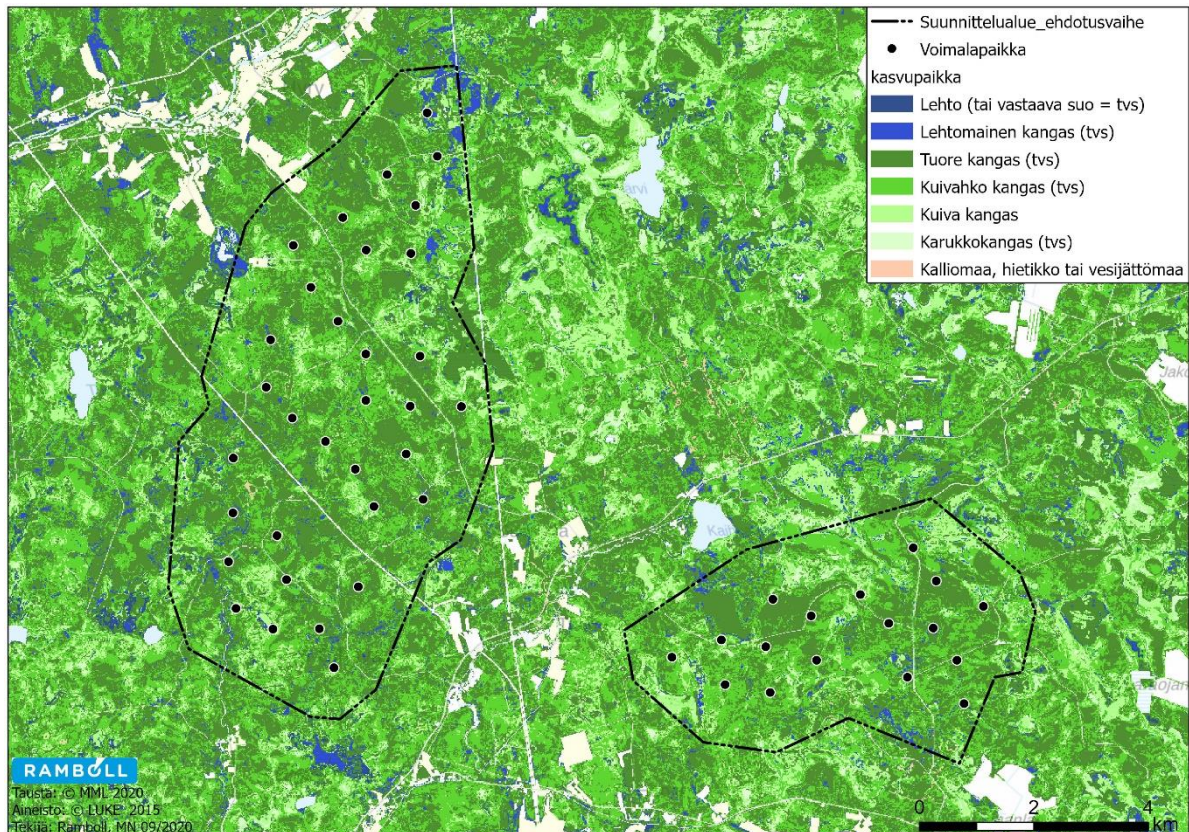 Suunnittelualue_ehdotusvaihe
Voimalapaikka
kasvupaikka
Lehto (tai vastaava suo = tvs)
Lehtomainen kangas (tvs)
Tuore kangas (tvs)
Kuivahko kangas (tvs)
Kuiva kangas
Karukkokangas (tvs)
Kalliomaa, hietikko tai vesijättömaa
RAMBOLL
Tausta: © MML 2020
Aineisto: © LUKE 2015
Tekijä: Ramboll, MN 09/2020
0 2 4
km